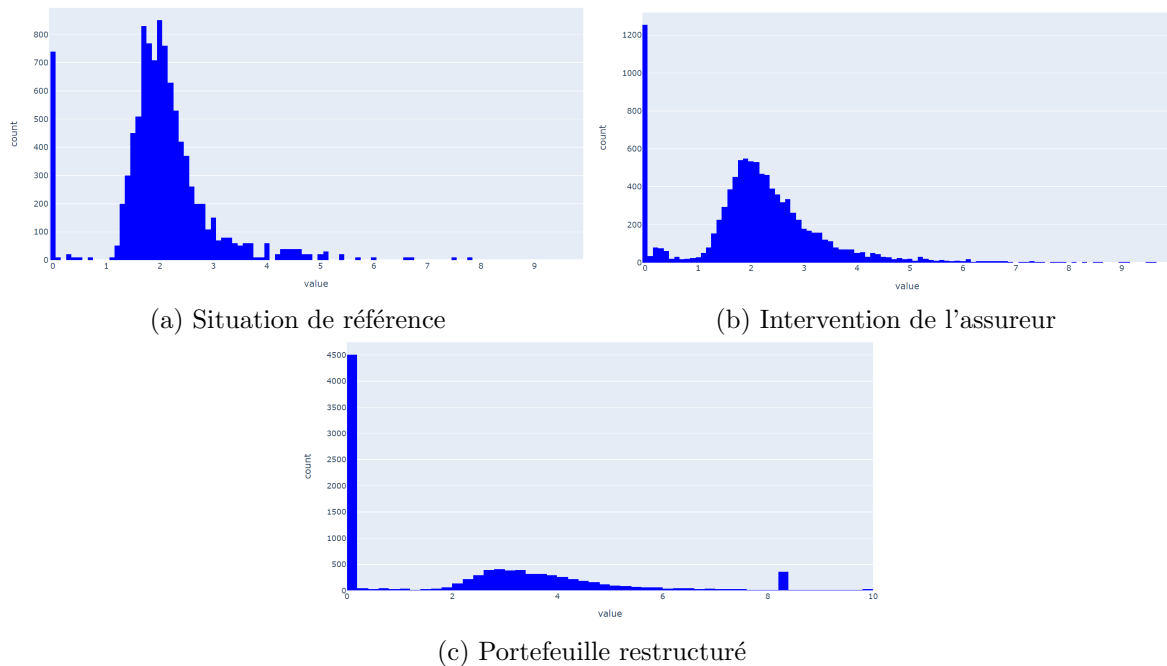 800
700
600
500
400
300
200
100
0
count
0 1 2 3 4 5 6 7 8 9
value
(a) Situation de référence
1200
1000
800
600
400
200
0
count
0 1 2 3 4 5 6 7 8 9
value
(b) Intervention de l'assureur
4500
4000
3500
3000
2500
2000
1500
1000
500
0
count
0 2 4 6 8 10
value
(c) Portefeuille restructuré